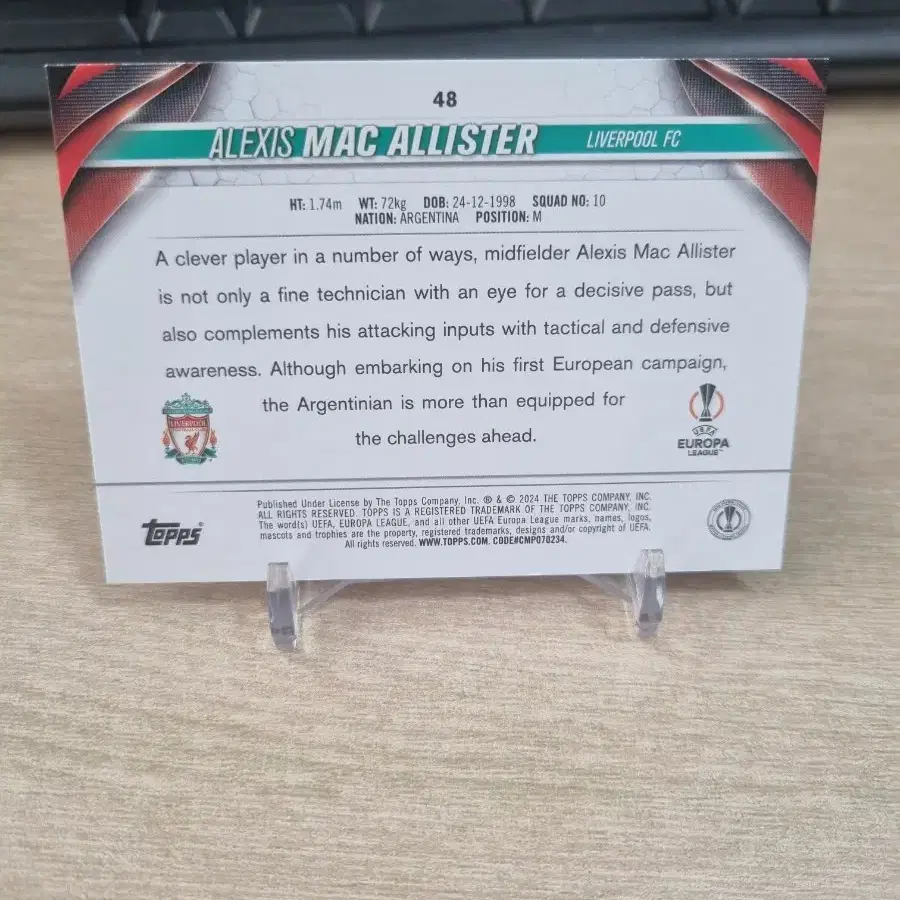 48
ALEXIS MAC ALLISTER LIVERPOOL FC
HT: 1.74m WT: 72kg DOB: 24-12-1998 SQUAD NO: 10
NATION: ARGENTINA POSITION: M
A clever player in a number of ways, midfielder Alexis Mac Allister
is not only a fine technician with an eye for a decisive pass, but
also complements his attacking inputs with tactical and defensive
awareness. Although embarking on his first European campaign,
the Argentinian is more than equipped for
the challenges ahead.
LIVERPOOL
UEFA
EUROPA
LEAGUE™
topps®
Published Under License by The Topps Company, Inc. ® & © 2024 THE TOPPS COMPANY, INC.
ALL RIGHTS RESERVED. TOPPS IS A REGISTERED TRADEMARK OF THE TOPPS COMPANY, INC.
The word(s) UEFA, EUROPA LEAGUE, and all other UEFA Europa League marks, names, logos,
mascots and trophies are the property, registered trademarks, designs and/or copyright of UEFA.
All rights reserved. WWW.TOPPS.COM. CODE#CMP070234.